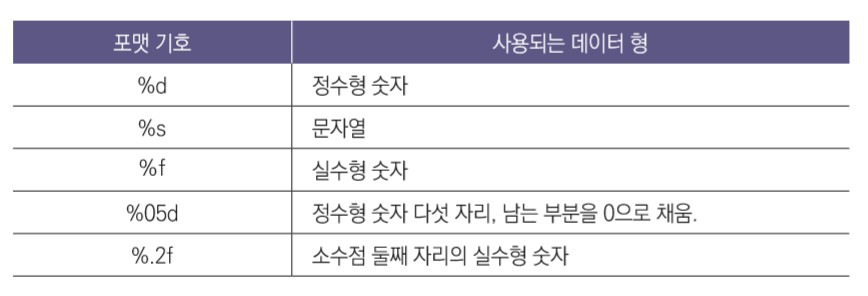 포맷 기호 사용되는 데이터 형
%d 정수형 숫자
%s 문자열
%f 실수형 숫자
%05d 정수형 숫자 다섯 자리, 남는 부분을 0으로 채움.
%.2f 소수점 둘째 자리의 실수형 숫자